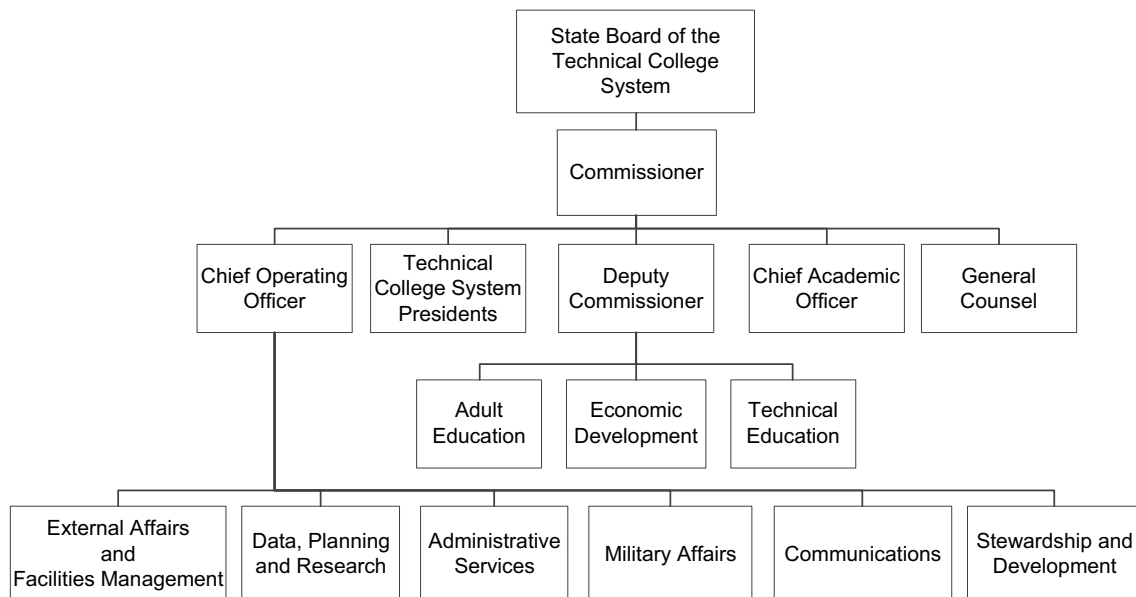 State Board of the
Technical College
System
Commissioner
Chief Operating
Officer
Technical
College System
Presidents
Deputy
Commissioner
Chief Academic
Officer
General
Counsel
Adult
Education
Economic
Development
Technical
Education
External Affairs
and
Facilities Management
Data, Planning
and Research
Administrative
Services
Military Affairs
Communications
Stewardship and
Development